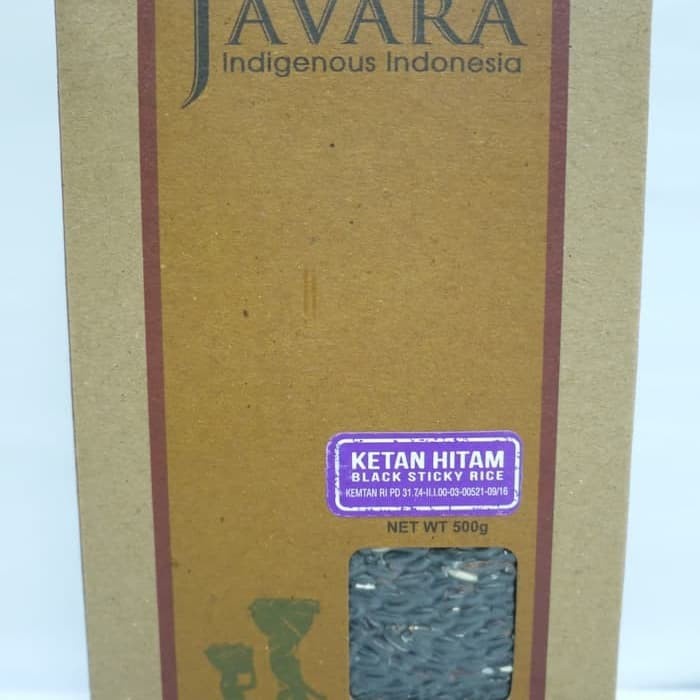 JAVARA
Indigenous Indonesia
KETAN HITAM
BLACK STICKY RICE
KEMTAN RI PD 31.74-II.I.00-03-00521-09/16
NET WT 500g